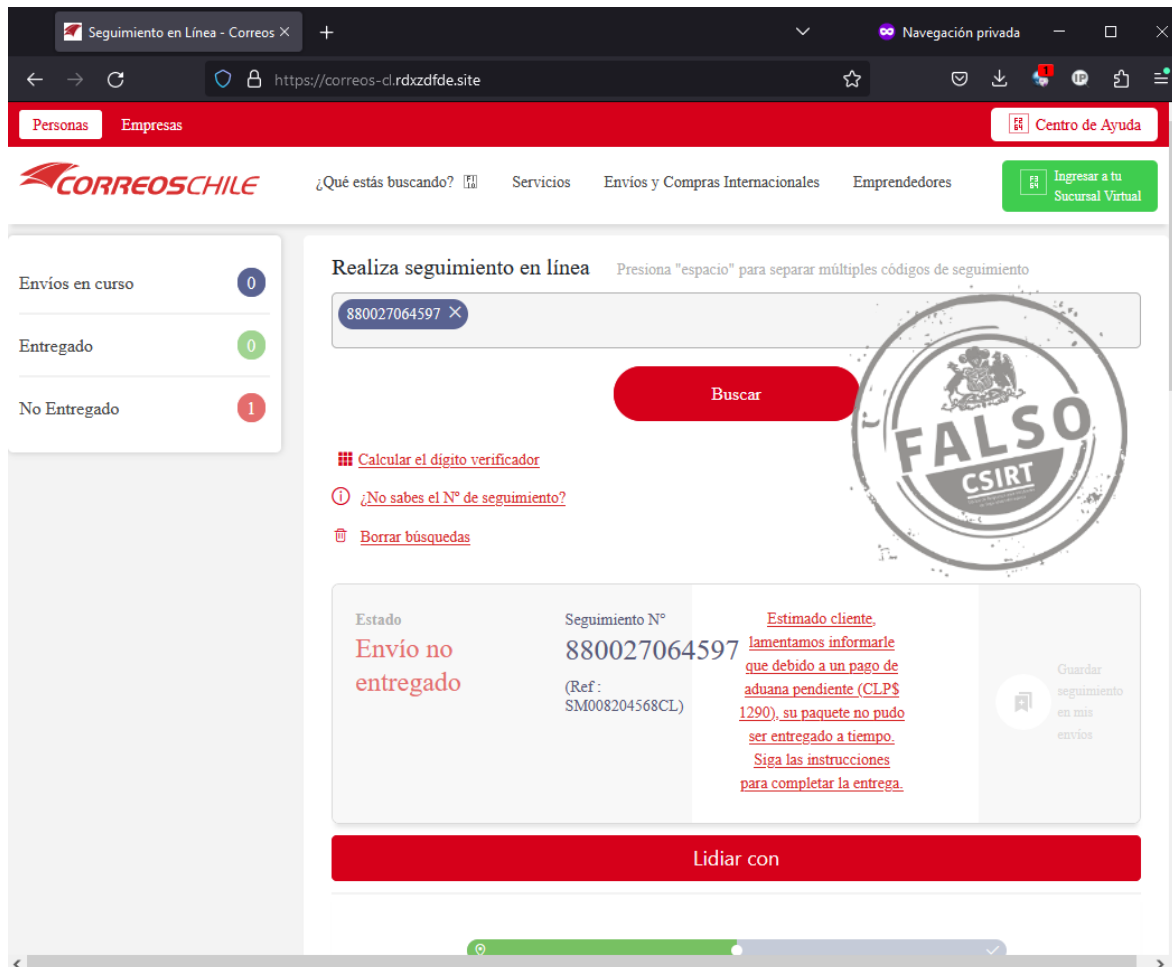 Seguimiento en Línea - Correos
Navegación privada
https://correos-cl.rdxzdfde.site
Personas
Empresas
Centro de Ayuda
CORREOSCHILE
¿Qué estás buscando?
Servicios
Envíos y Compras Internacionales
Emprendedores
Ingresar a tu
Sucursal Virtual
Envíos en curso
0
Entregado
0
No Entregado
1
Realiza seguimiento en línea
Presiona "espacio" para separar múltiples códigos de seguimiento
880027064597
Buscar
FALSO
CSIRT
Calcular el dígito verificador
¿No sabes el Nº de seguimiento?
Borrar búsquedas
Estado
Envío no
entregado
Seguimiento Nº
880027064597
(Ref :
SM008204568CL)
Estimado cliente,
lamentamos informarle
que debido a un pago de
aduana pendiente (CLP$
1290), su paquete no pudo
ser entregado a tiempo.
Siga las instrucciones
para completar la entrega.
Guardar
seguimiento
en mis
envíos
Lidiar con